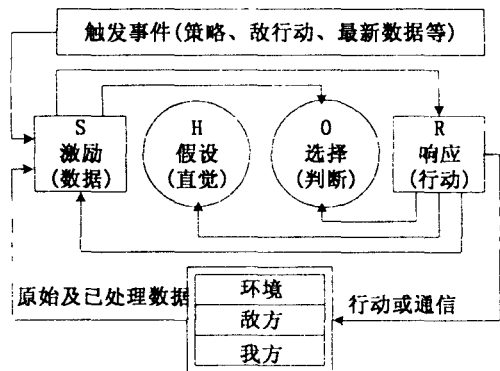 触发事件(策略、敌行动、最新数据等)
S
激励
(数据)
H
假设
(直觉)
O
选择
(判断)
R
响应
(行动)
原始及已处理数据
环境
敌方
我方
行动或通信